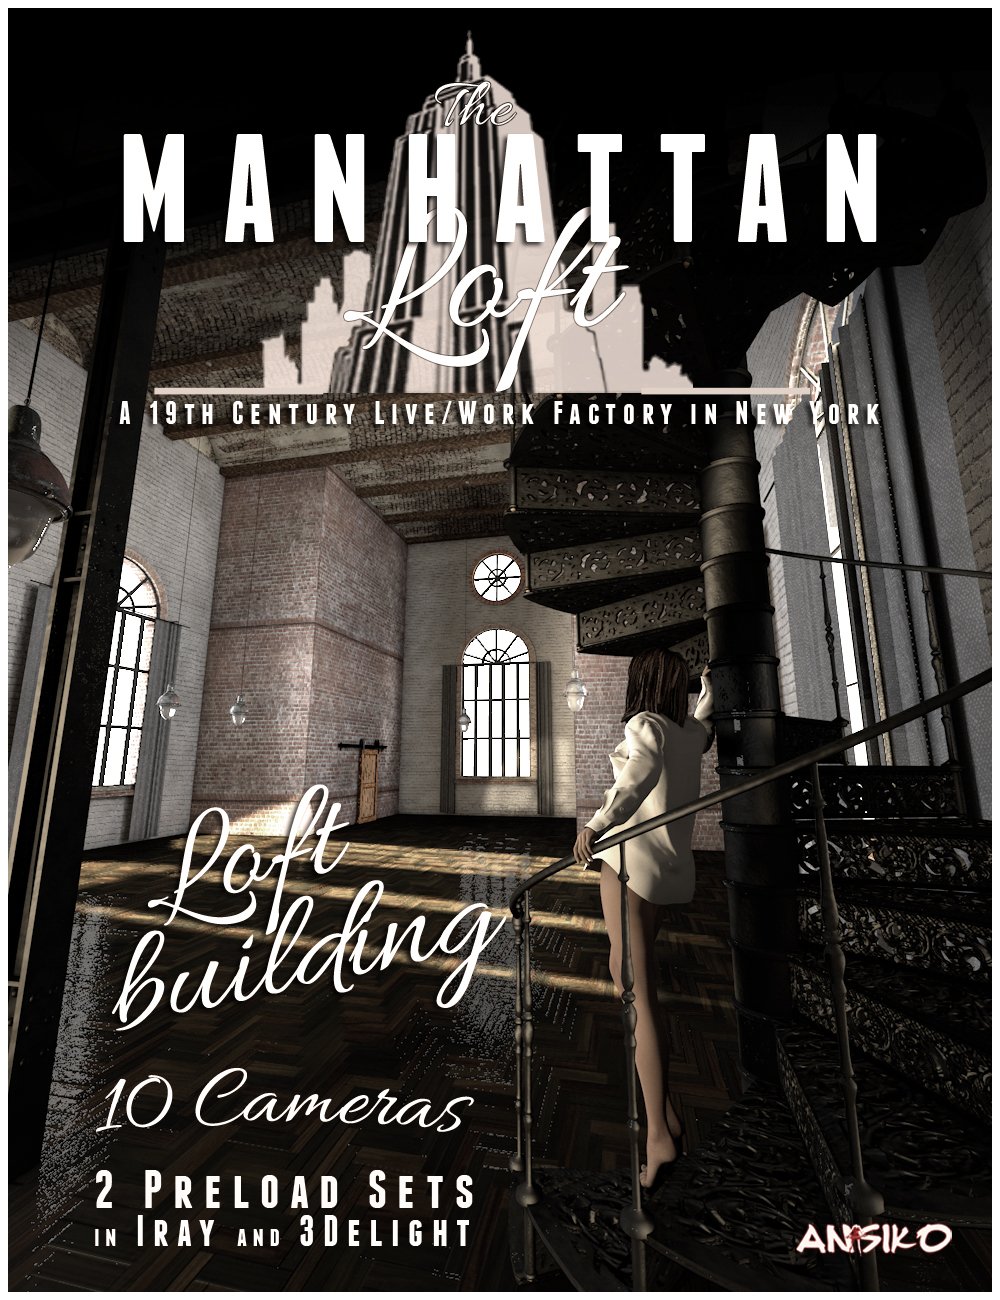 The
MANHATTAN
Loft
A 19th Century Live/Work Factory in New York
Loft
building
10 Cameras
2 Preload Sets
in Iray and 3Delight
ANSIKO